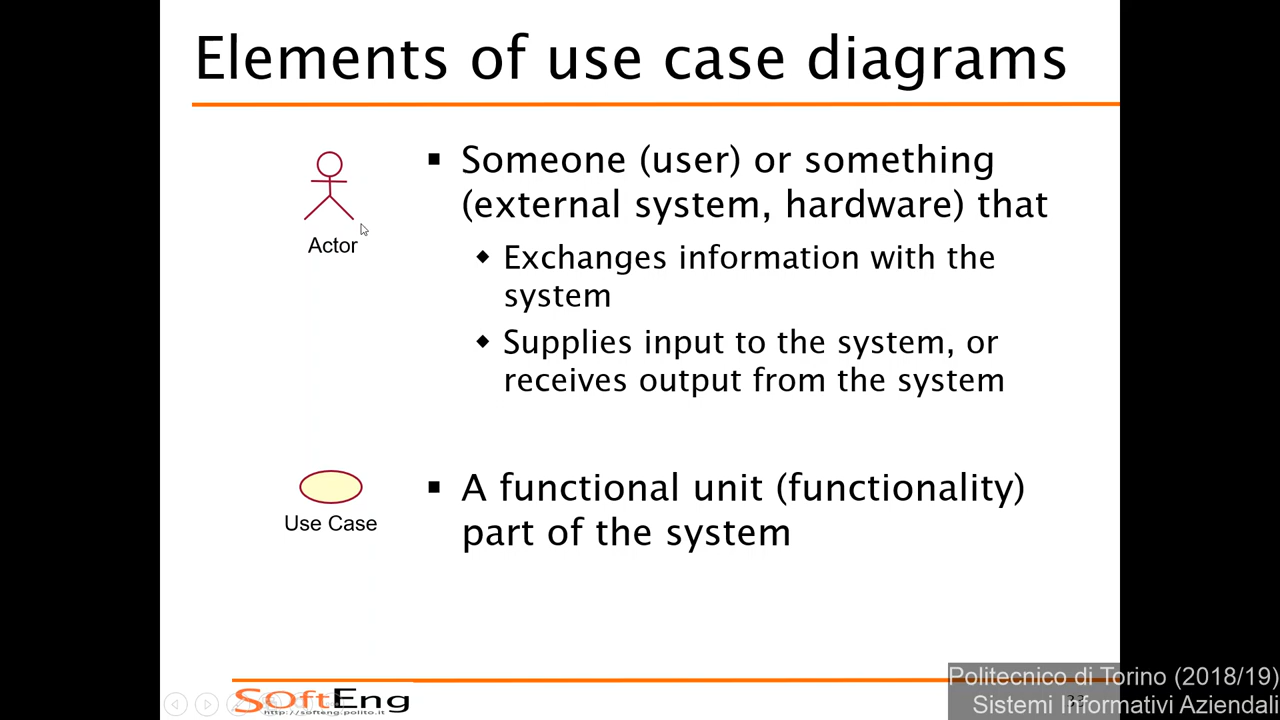 Elements of use case diagrams
Actor
Someone (user) or something
(external system, hardware) that
Exchanges information with the
system
Supplies input to the system, or
receives output from the system
Use Case
A functional unit (functionality)
part of the system
SoftEng
http://softeng.polito.it
Politecnico di Torino (2018/19)
Sistemi Informativi Aziendali